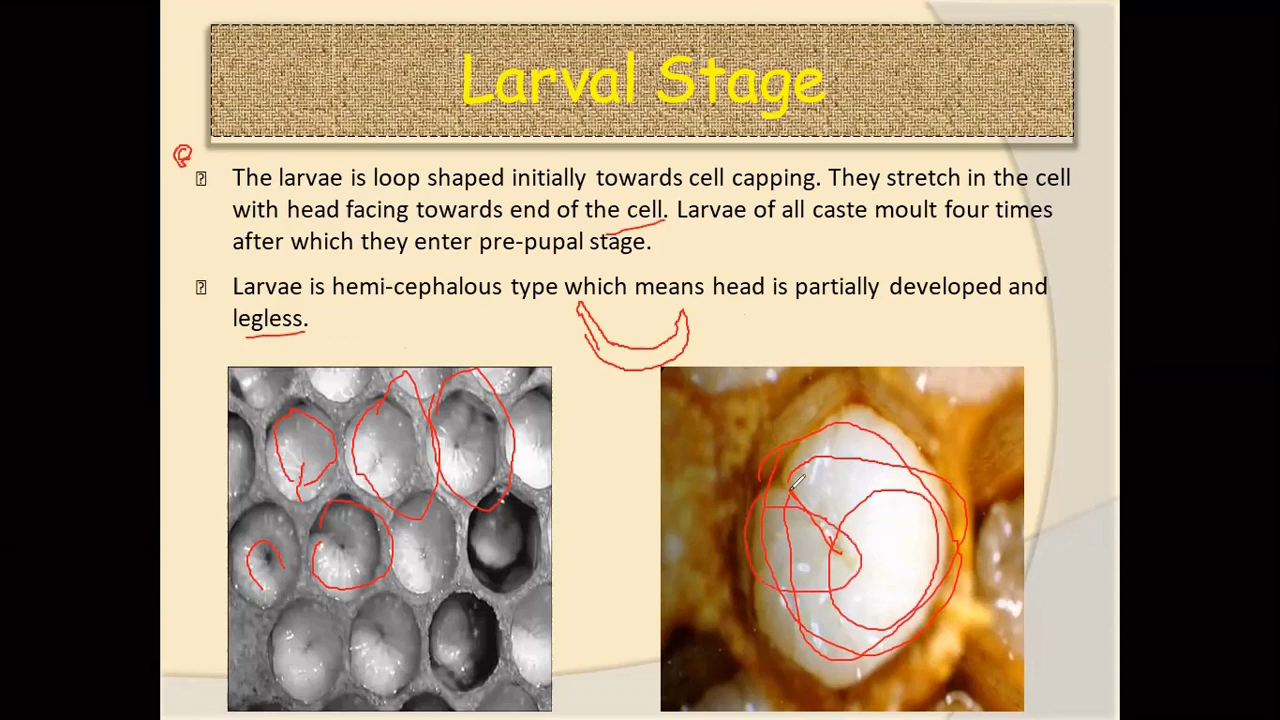 Larval Stage
The larvae is loop shaped initially towards cell capping. They stretch in the cell
with head facing towards end of the cell. Larvae of all caste moult four times
after which they enter pre-pupal stage.
Larvae is hemi-cephalous type which means head is partially developed and
legless.